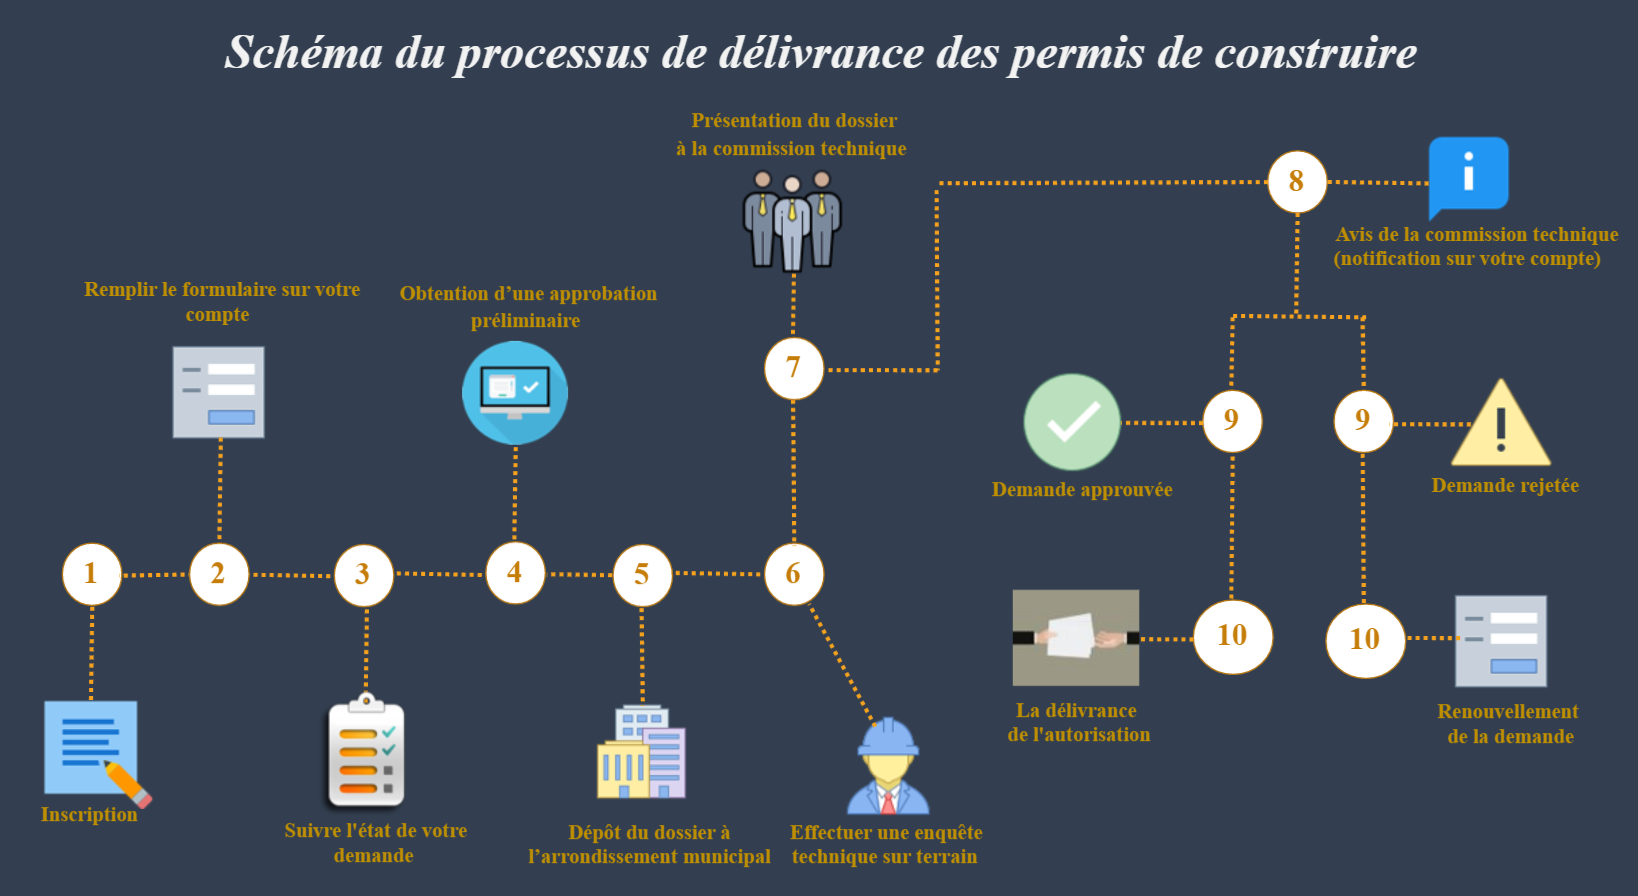 Schéma du processus de délivrance des permis de construire
Présentation du dossier
à la commission technique
8
i
Avis de la commission technique
(notification sur votre compte)
Remplir le formulaire sur votre
compte
Obtention d’une approbation
préliminaire
7
9
9
!
Demande approuvée
Demande rejetée
1
2
3
4
5
6
10
10
La délivrance
de l'autorisation
Renouvellement
de la demande
Inscription
Suivre l'état de votre
demande
Dépôt du dossier à
l’arrondissement municipal
Effectuer une enquête
technique sur terrain